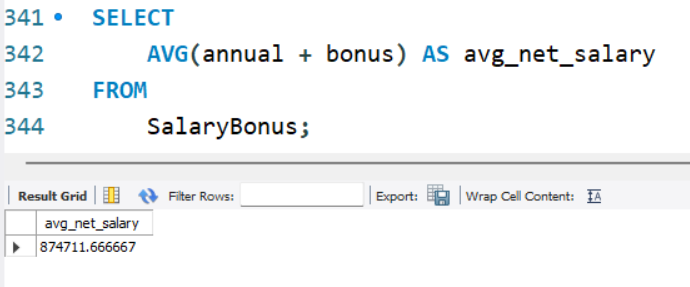 341 SELECT
342 AVG(annual + bonus) AS avg_net_salary
343 FROM
344 SalaryBonus;
Result Grid Filter Rows: Export: Wrap Cell Content: IA
avg_net_salary
874711.666667